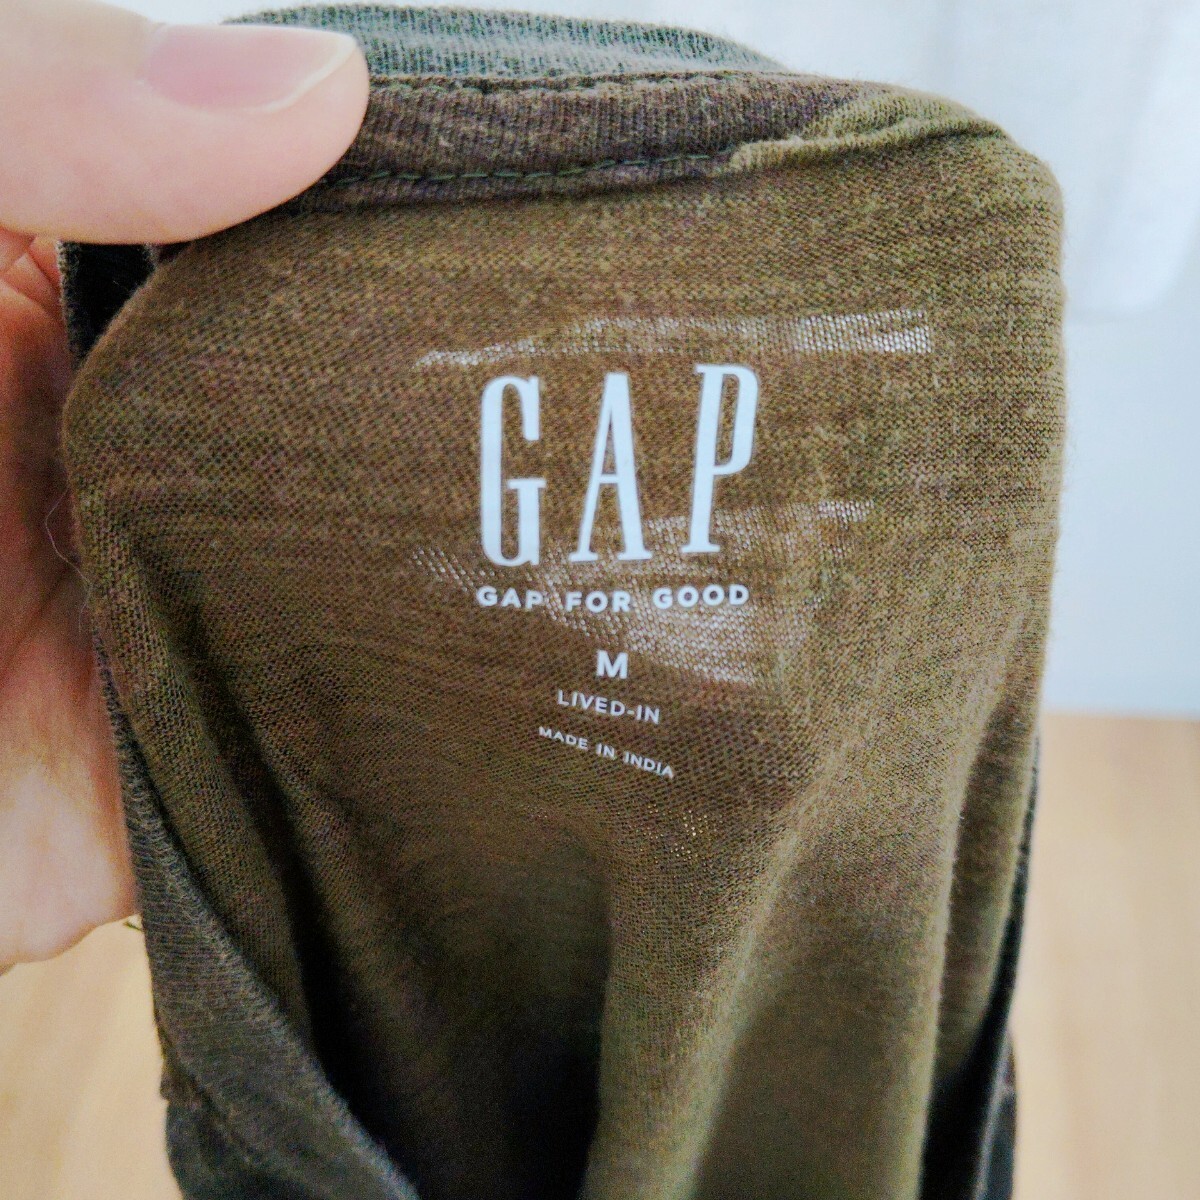 GAP
GAP FOR GOOD
M
LIVED-IN
MADE IN INDIA